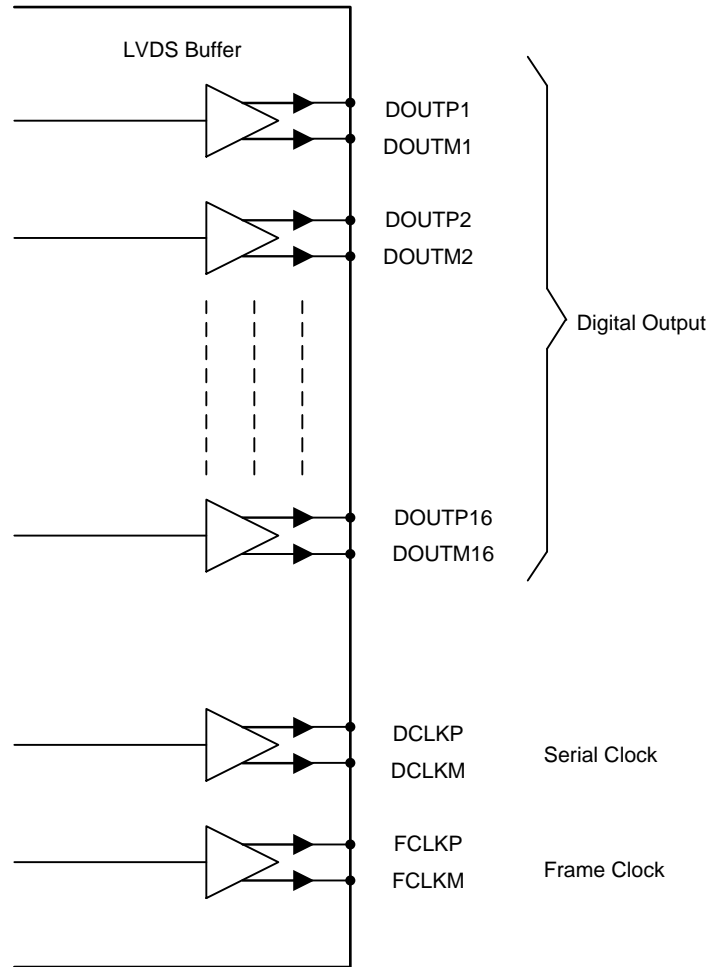 LVDS Buffer
DOUTP1
DOUTM1
DOUTP2
DOUTM2
Digital Output
DOUTP16
DOUTM16
DCLKP
Serial Clock
DCLKM
FCLKP
Frame Clock
FCLKM